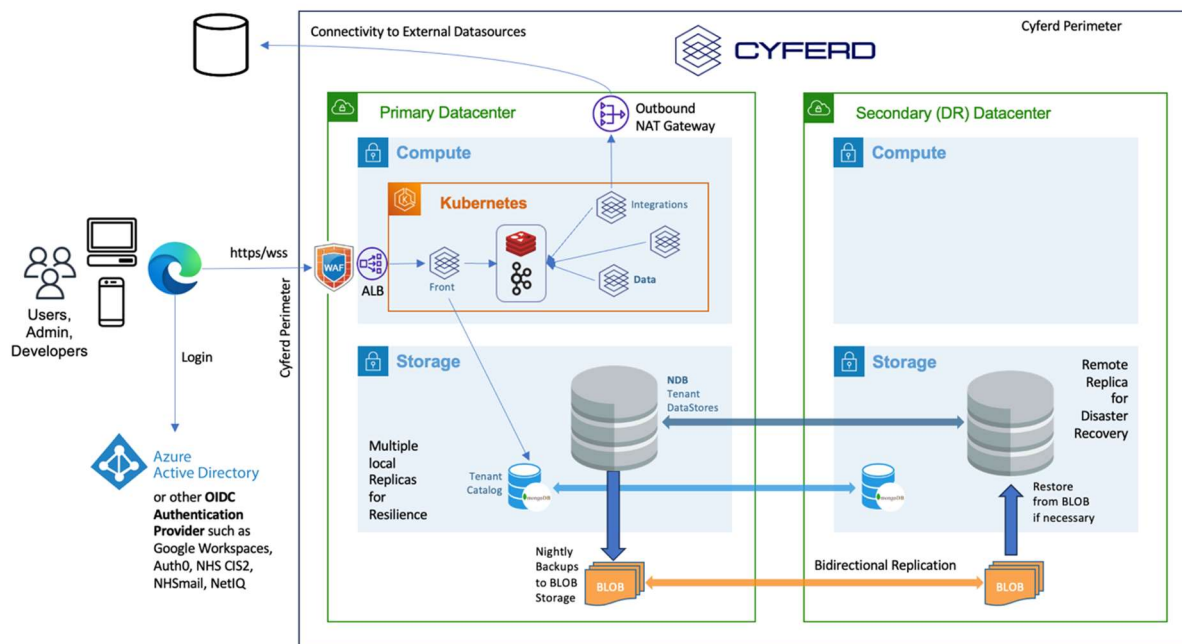 Connectivity to External Datasources
Cyferd Perimeter
CYFERD
Primary Datacenter
Outbound
NAT Gateway
Secondary (DR) Datacenter
Compute
Compute
Kubernetes
Integrations
https/wss
WAF
ALB
Front
Data
Users,
Admin,
Developers
Login
Cyferd Perimeter
Storage
Storage
NDB
Tenant
DataStores
Remote
Replica
for
Disaster
Recovery
Azure
Active Directory
or other OIDC
Authentication
Provider such as
Google Workspaces,
Auth0, NHS CIS2,
NHSmail, NetIQ
Multiple
local
Replicas
for
Resilience
Tenant
Catalog
mongoDB
mongoDB
Restore
from BLOB
if necessary
Nightly
Backups
to BLOB
Storage
BLOB
Bidirectional Replication
BLOB